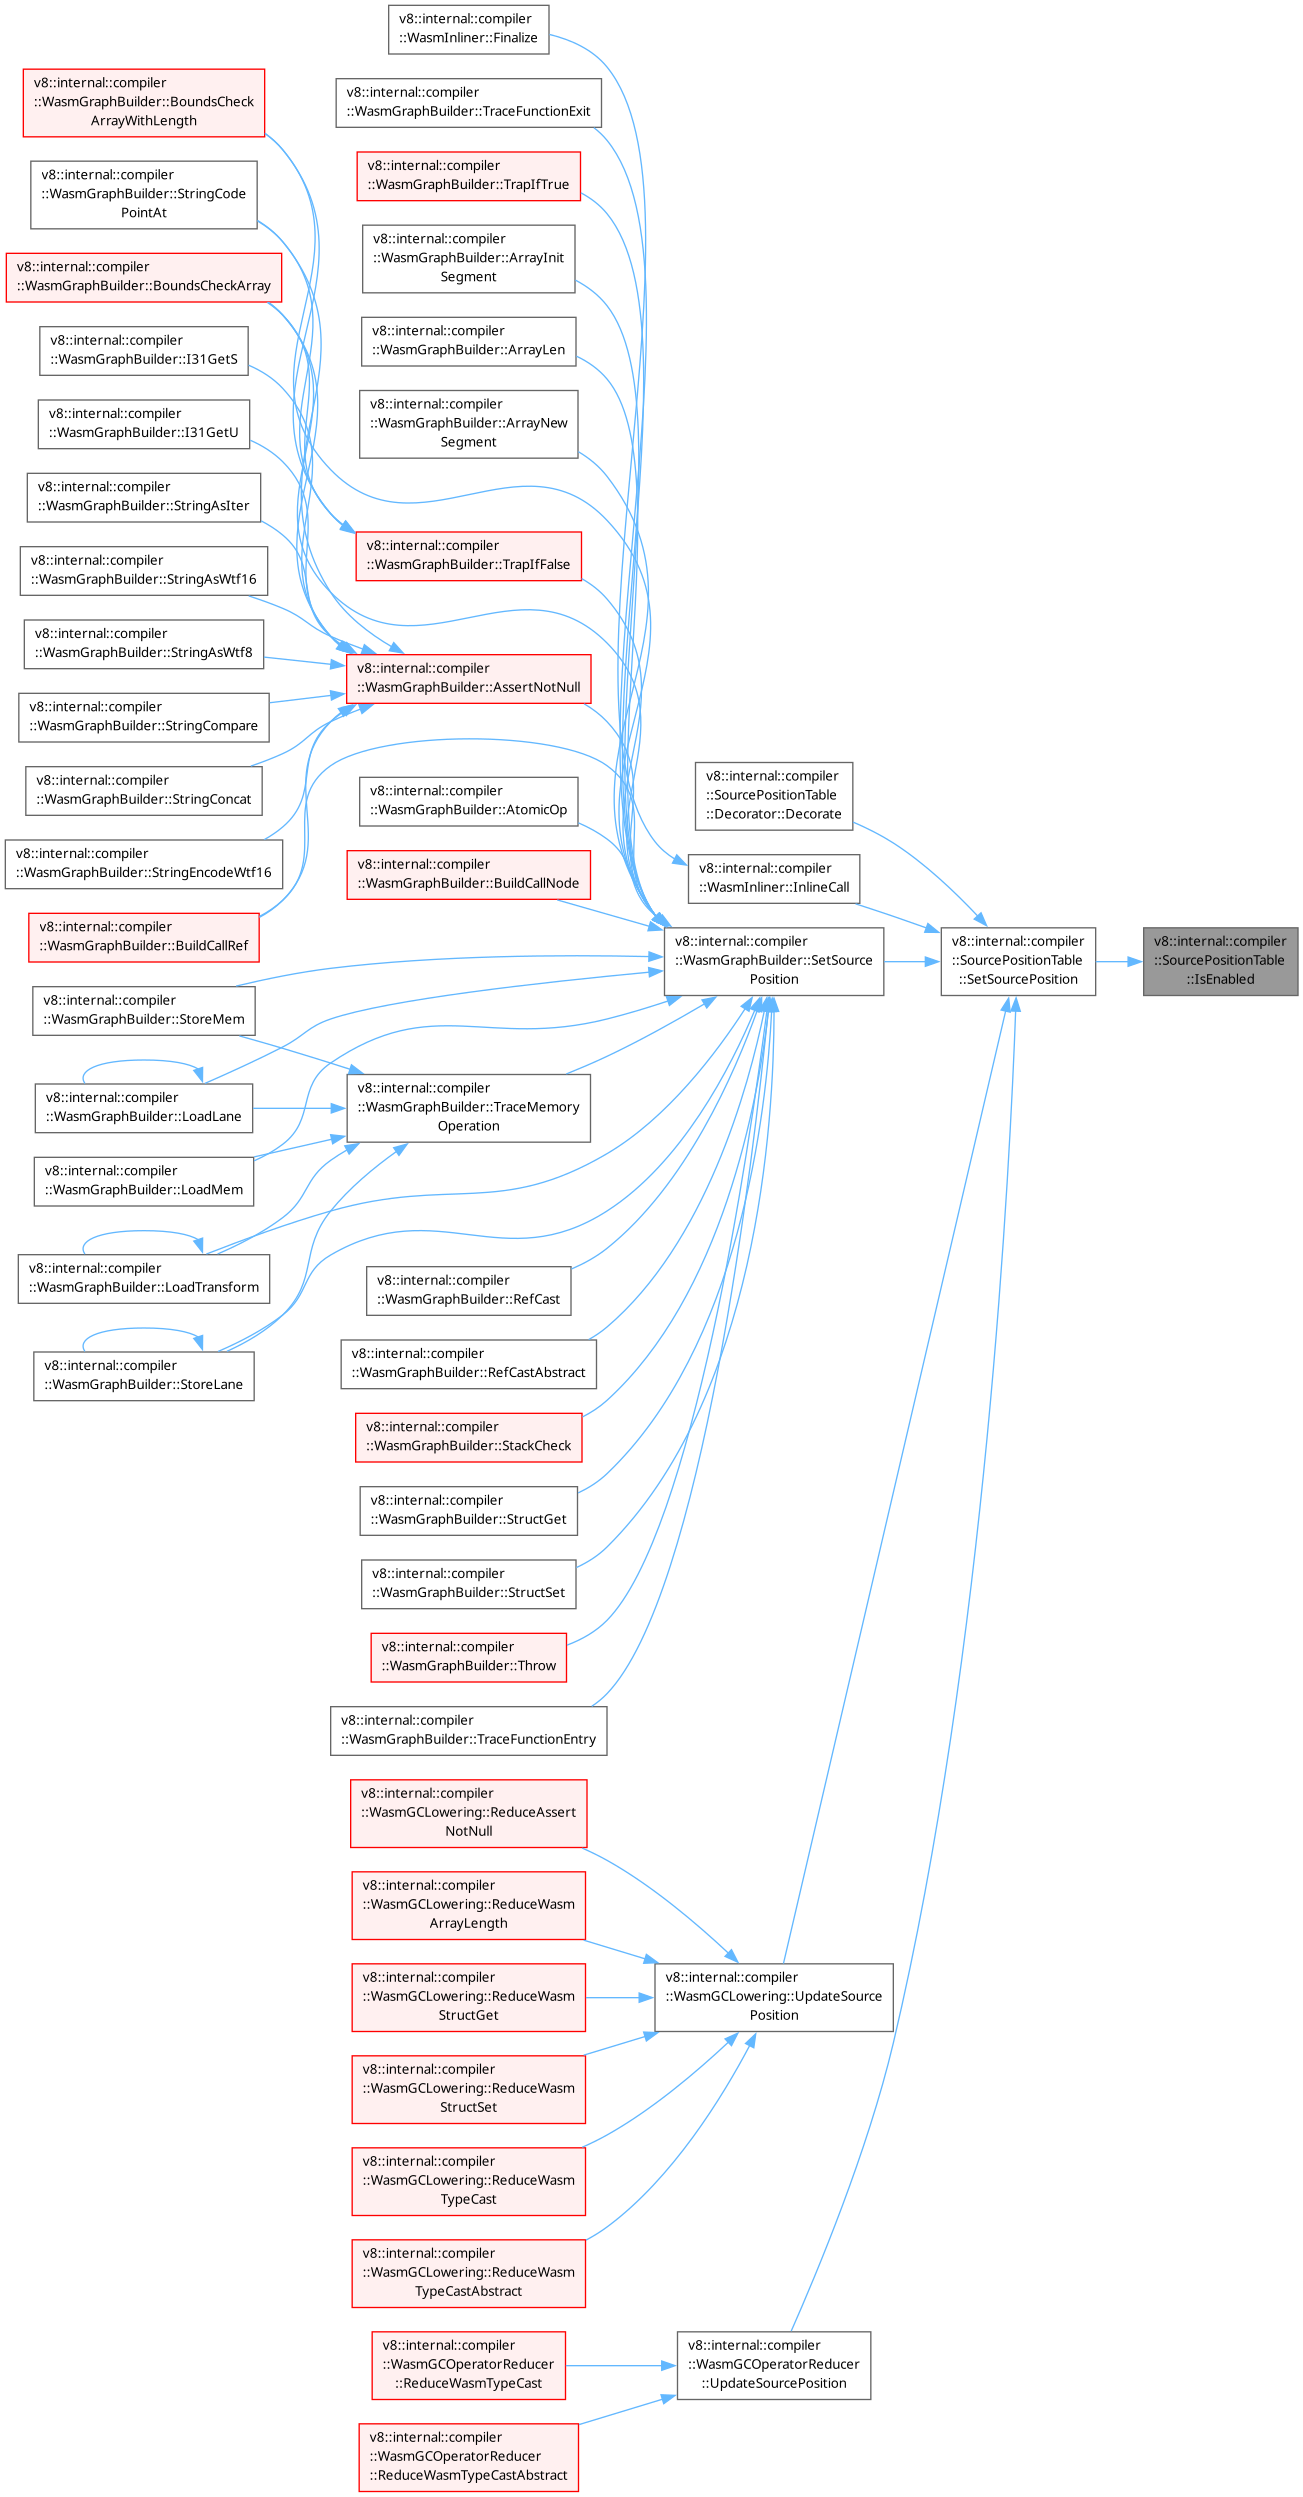 v8::internal::compiler
::WasmInliner::Finalize
v8::internal::compiler
::WasmGraphBuilder::BoundsCheck
ArrayWithLength
v8::internal::compiler
::WasmGraphBuilder::StringCode
PointAt
v8::internal::compiler
::WasmGraphBuilder::BoundsCheckArray
v8::internal::compiler
::WasmGraphBuilder::I31GetS
v8::internal::compiler
::WasmGraphBuilder::I31GetU
v8::internal::compiler
::WasmGraphBuilder::StringAsIter
v8::internal::compiler
::WasmGraphBuilder::StringAsWtf16
v8::internal::compiler
::WasmGraphBuilder::StringAsWtf8
v8::internal::compiler
::WasmGraphBuilder::StringCompare
v8::internal::compiler
::WasmGraphBuilder::StringConcat
v8::internal::compiler
::WasmGraphBuilder::StringEncodeWtf16
v8::internal::compiler
::WasmGraphBuilder::BuildCallRef
v8::internal::compiler
::WasmGraphBuilder::StoreMem
v8::internal::compiler
::WasmGraphBuilder::LoadLane
v8::internal::compiler
::WasmGraphBuilder::LoadMem
v8::internal::compiler
::WasmGraphBuilder::LoadTransform
v8::internal::compiler
::WasmGraphBuilder::StoreLane
v8::internal::compiler
::WasmGraphBuilder::TraceFunctionExit
v8::internal::compiler
::WasmGraphBuilder::TrapIfTrue
v8::internal::compiler
::WasmGraphBuilder::ArrayInit
Segment
v8::internal::compiler
::WasmGraphBuilder::ArrayLen
v8::internal::compiler
::WasmGraphBuilder::ArrayNew
Segment
v8::internal::compiler
::WasmGraphBuilder::TrapIfFalse
v8::internal::compiler
::WasmGraphBuilder::AssertNotNull
v8::internal::compiler
::WasmGraphBuilder::AtomicOp
v8::internal::compiler
::WasmGraphBuilder::BuildCallNode
v8::internal::compiler
::WasmGraphBuilder::TraceMemory
Operation
v8::internal::compiler
::WasmGraphBuilder::RefCast
v8::internal::compiler
::WasmGraphBuilder::RefCastAbstract
v8::internal::compiler
::WasmGraphBuilder::StackCheck
v8::internal::compiler
::WasmGraphBuilder::StructGet
v8::internal::compiler
::WasmGraphBuilder::StructSet
v8::internal::compiler
::WasmGraphBuilder::Throw
v8::internal::compiler
::WasmGraphBuilder::TraceFunctionEntry
v8::internal::compiler
::WasmGCLowering::ReduceAssert
NotNull
v8::internal::compiler
::WasmGCLowering::ReduceWasm
ArrayLength
v8::internal::compiler
::WasmGCLowering::ReduceWasm
StructGet
v8::internal::compiler
::WasmGCLowering::ReduceWasm
StructSet
v8::internal::compiler
::WasmGCLowering::ReduceWasm
TypeCast
v8::internal::compiler
::WasmGCLowering::ReduceWasm
TypeCastAbstract
v8::internal::compiler
::WasmGCOperatorReducer
::ReduceWasmTypeCast
v8::internal::compiler
::WasmGCOperatorReducer
::ReduceWasmTypeCastAbstract
v8::internal::compiler
::SourcePositionTable
::Decorator::Decorate
v8::internal::compiler
::WasmInliner::InlineCall
v8::internal::compiler
::WasmGraphBuilder::SetSource
Position
v8::internal::compiler
::WasmGCLowering::UpdateSource
Position
v8::internal::compiler
::WasmGCOperatorReducer
::UpdateSourcePosition
v8::internal::compiler
::SourcePositionTable
::SetSourcePosition
v8::internal::compiler
::SourcePositionTable
::IsEnabled